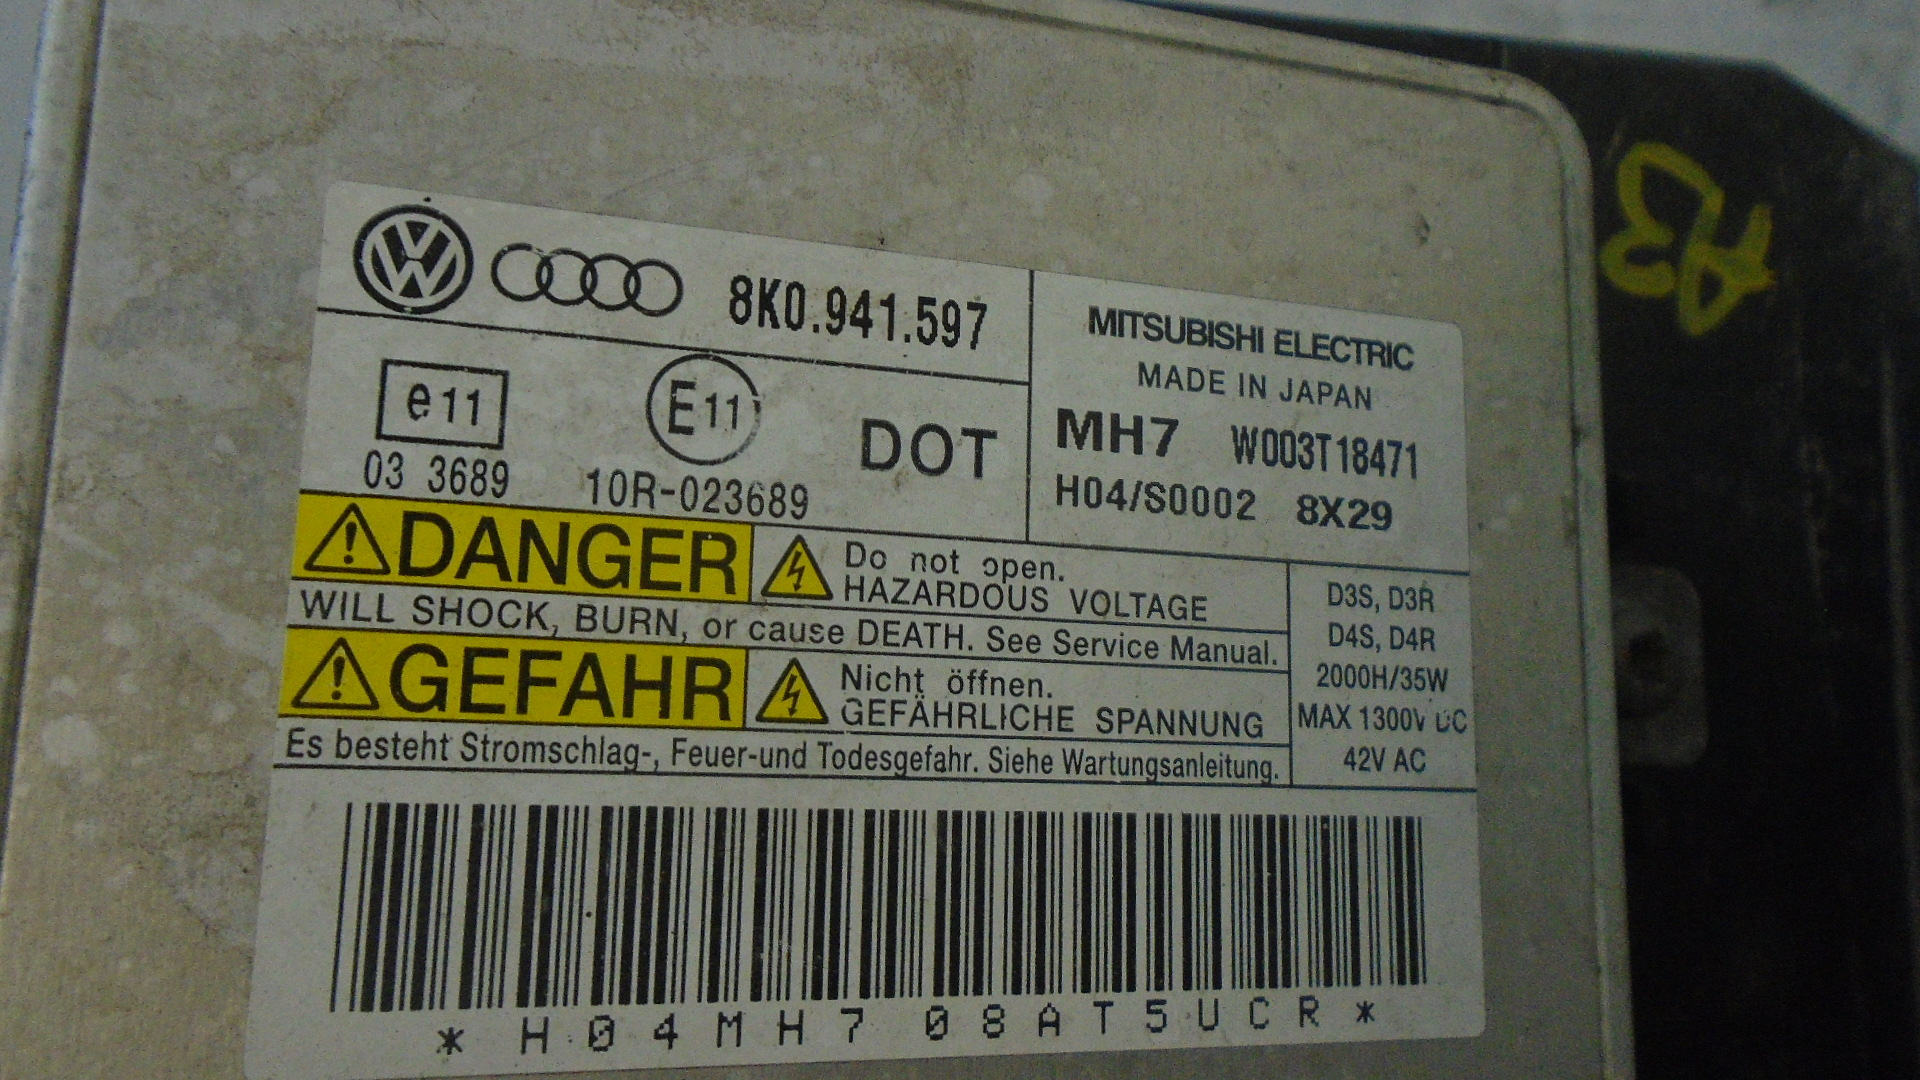 8K0.941.597
MITSUBISHI ELECTRIC
MADE IN JAPAN
MH7 W003T18471
H04/S0002 8X29
e11
03 3689
E11
10R-023689
DOT
DANGER
Do not open.
HAZARDOUS VOLTAGE
WILL SHOCK, BURN, or cause DEATH. See Service Manual.
GEFAHR
Nicht öffnen.
GEFÄHRLICHE SPANNUNG
Es besteht Stromschlag-, Feuer-und Todesgefahr. Siehe Wartungsanleitung.
D3S, D3R
D4S, D4R
2000H/35W
MAX 1300V DC
42V AC
*H04MH708AT5UCR*
A3